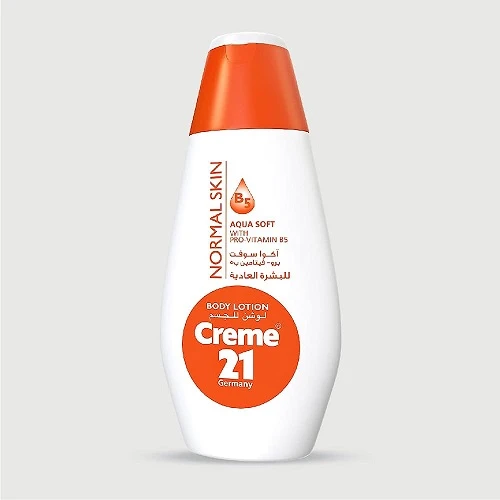 NORMAL SKIN
B5
AQUA SOFT
WITH
PRO-VITAMIN B5
أكوا سوفت
برو- فيتامين ب٥
للبشرة العادية
BODY LOTION
لوشن للجسم
Creme©
21
Germany